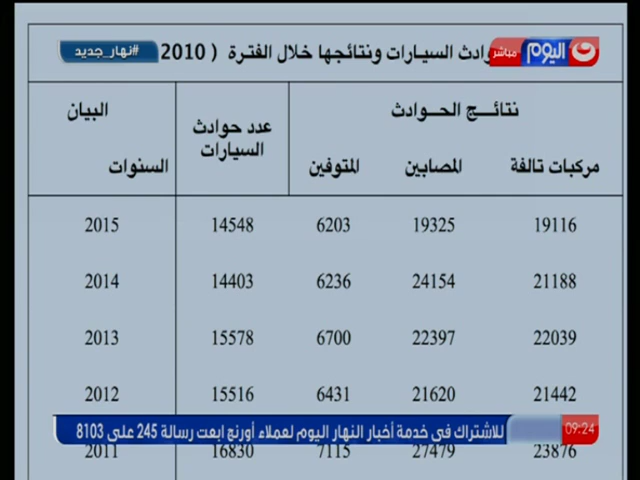 #نهار_جديد
حوادث السيارات ونتائجها خلال الفترة ( 2010
مباشر
اليوم
البيان
السنوات
عدد حوادث
السيارات
نتائــج الحــوادث
المتوفين المصابين مركبات تالفة
2015 14548 6203 19325 19116
2014 14403 6236 24154 21188
2013 15578 6700 22397 22039
2012 15516 6431 21620 21442
2011 16830 7115 27479 23876
للاشتراك فى خدمة أخبار النهار اليوم لعملاء أورنج ابعت رسالة 245 على 8103
09:24